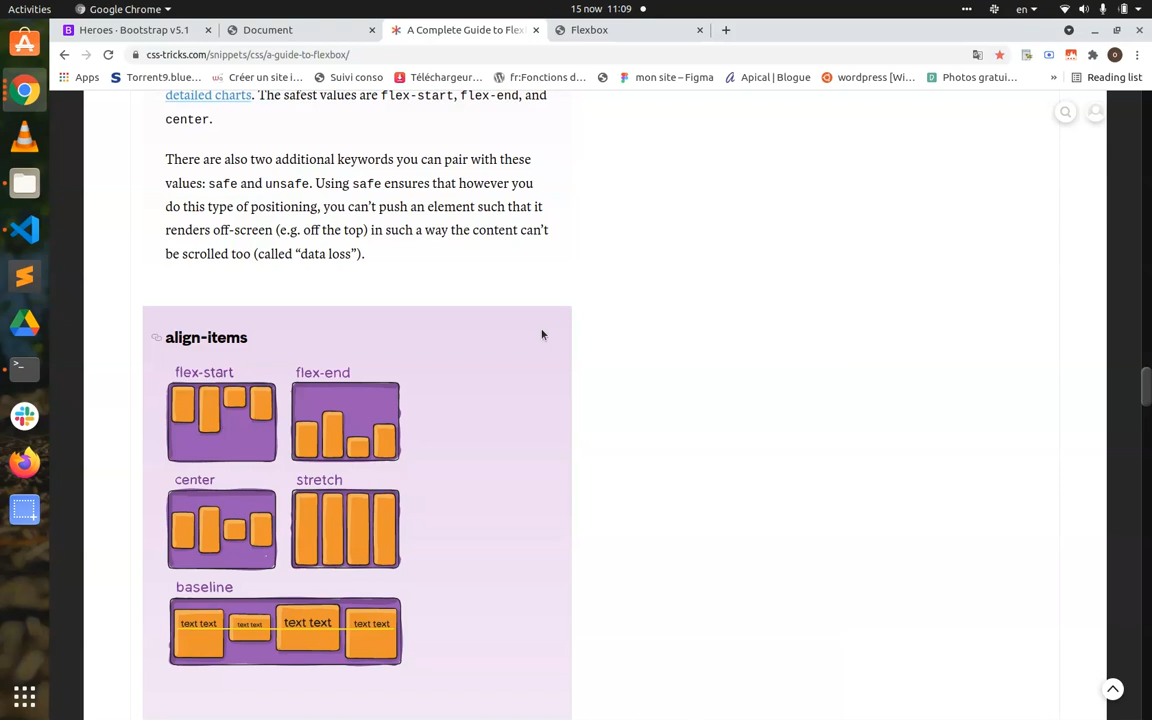 Activities
Google Chrome
15 now 11:09
en
Heroes · Bootstrap v5.1
Document
A Complete Guide to Flex
Flexbox
css-tricks.com/snippets/css/a-guide-to-flexbox/
Apps
Torrent9.blue...
Créer un site i...
Suivi conso
Téléchargeur...
fr:Fonctions d...
mon site – Figma
Apical | Blogue
wordpress [Wi...
Photos gratui...
»
Reading list
detailed charts. The safest values are flex-start, flex-end, and
center.
There are also two additional keywords you can pair with these
values: safe and unsafe. Using safe ensures that however you
do this type of positioning, you can’t push an element such that it
renders off-screen (e.g. off the top) in such a way the content can’t
be scrolled too (called “data loss”).
align-items
flex-start
flex-end
center
stretch
baseline
text text
text text
text text
text text